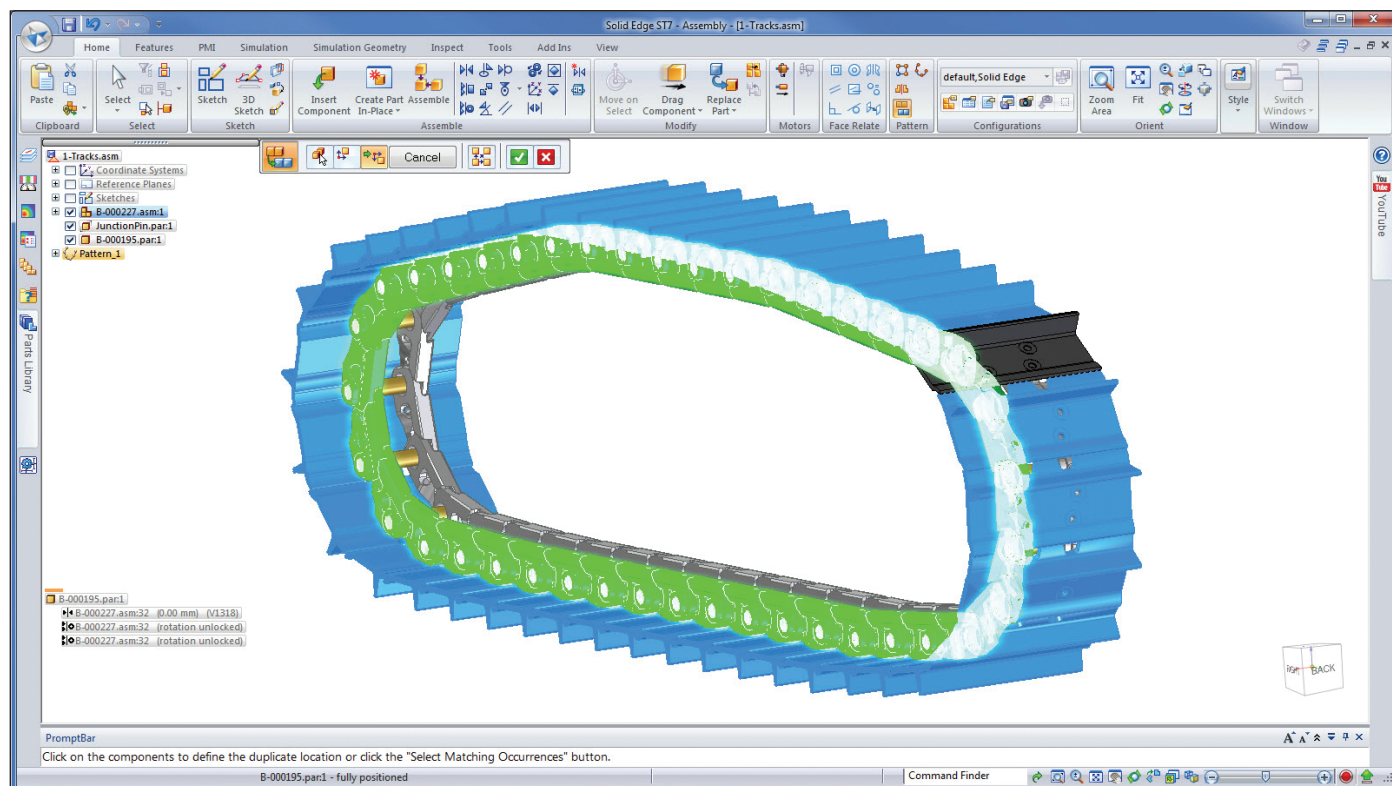 Solid Edge ST7 - Assembly - [1-Tracks.asm]
Home Features PMI Simulation Simulation Geometry Inspect Tools Add Ins View
Paste
Clipboard
Select
Select
Sketch
3D Sketch
Sketch
Insert Component
Create Part In-Place
Assemble
Assemble
Move on Select
Drag Component
Replace Part
Modify
Motors
Face Relate
Pattern
default,Solid Edge
Configurations
Zoom Area
Fit
Orient
Style
Switch Windows
Window
Cancel
1-Tracks.asm
Coordinate Systems
Reference Planes
Sketches
B-000227.asm:1
JunctionPin.par:1
B-000195.par:1
Pattern_1
Parts Library
You Tube
YouTube
B-000195.par:1
B-000227.asm:32 (0.00 mm) (V1318)
B-000227.asm:32 (rotation unlocked)
B-000227.asm:32 (rotation unlocked)
BACK
PromptBar
Click on the components to define the duplicate location or click the "Select Matching Occurrences" button.
B-000195.par:1 - fully positioned
Command Finder